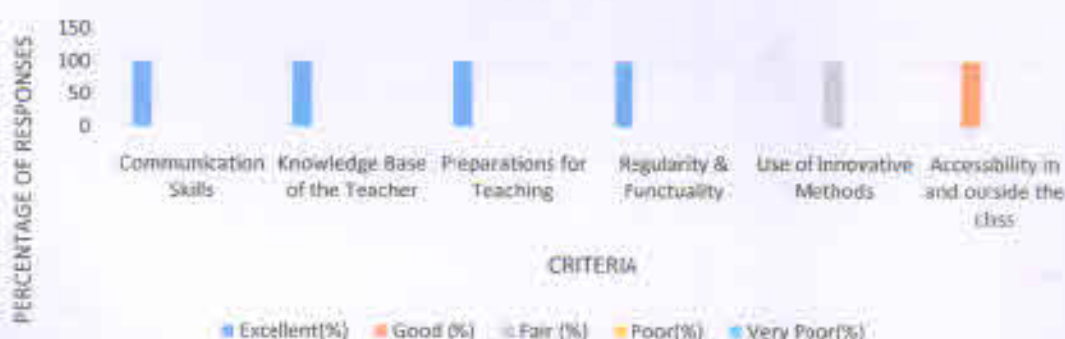 PERCENTAGE OF RESPONSES
150
100
50
0
Communication Skills
Knowledge Base of the Teacher
Preparations for Teaching
Regularity & Punctuality
Use of Innovative Methods
Accessibility in and outside the class
CRITERIA
Excellent(%) Good (%) Fair (%) Poor(%) Very Poor(%)